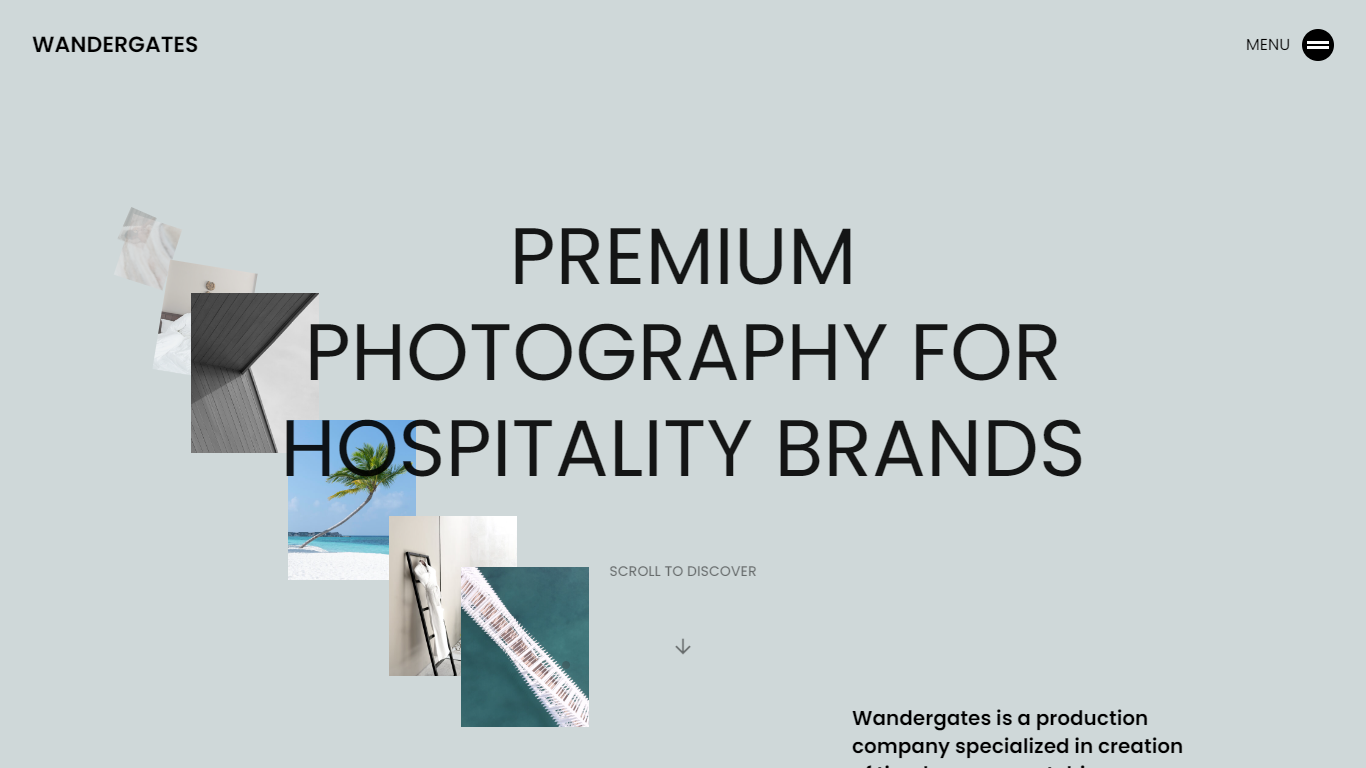 WANDERGATES
MENU
PREMIUM
PHOTOGRAPHY FOR
HOSPITALITY BRANDS
SCROLL TO DISCOVER
Wandergates is a production
company specialized in creation